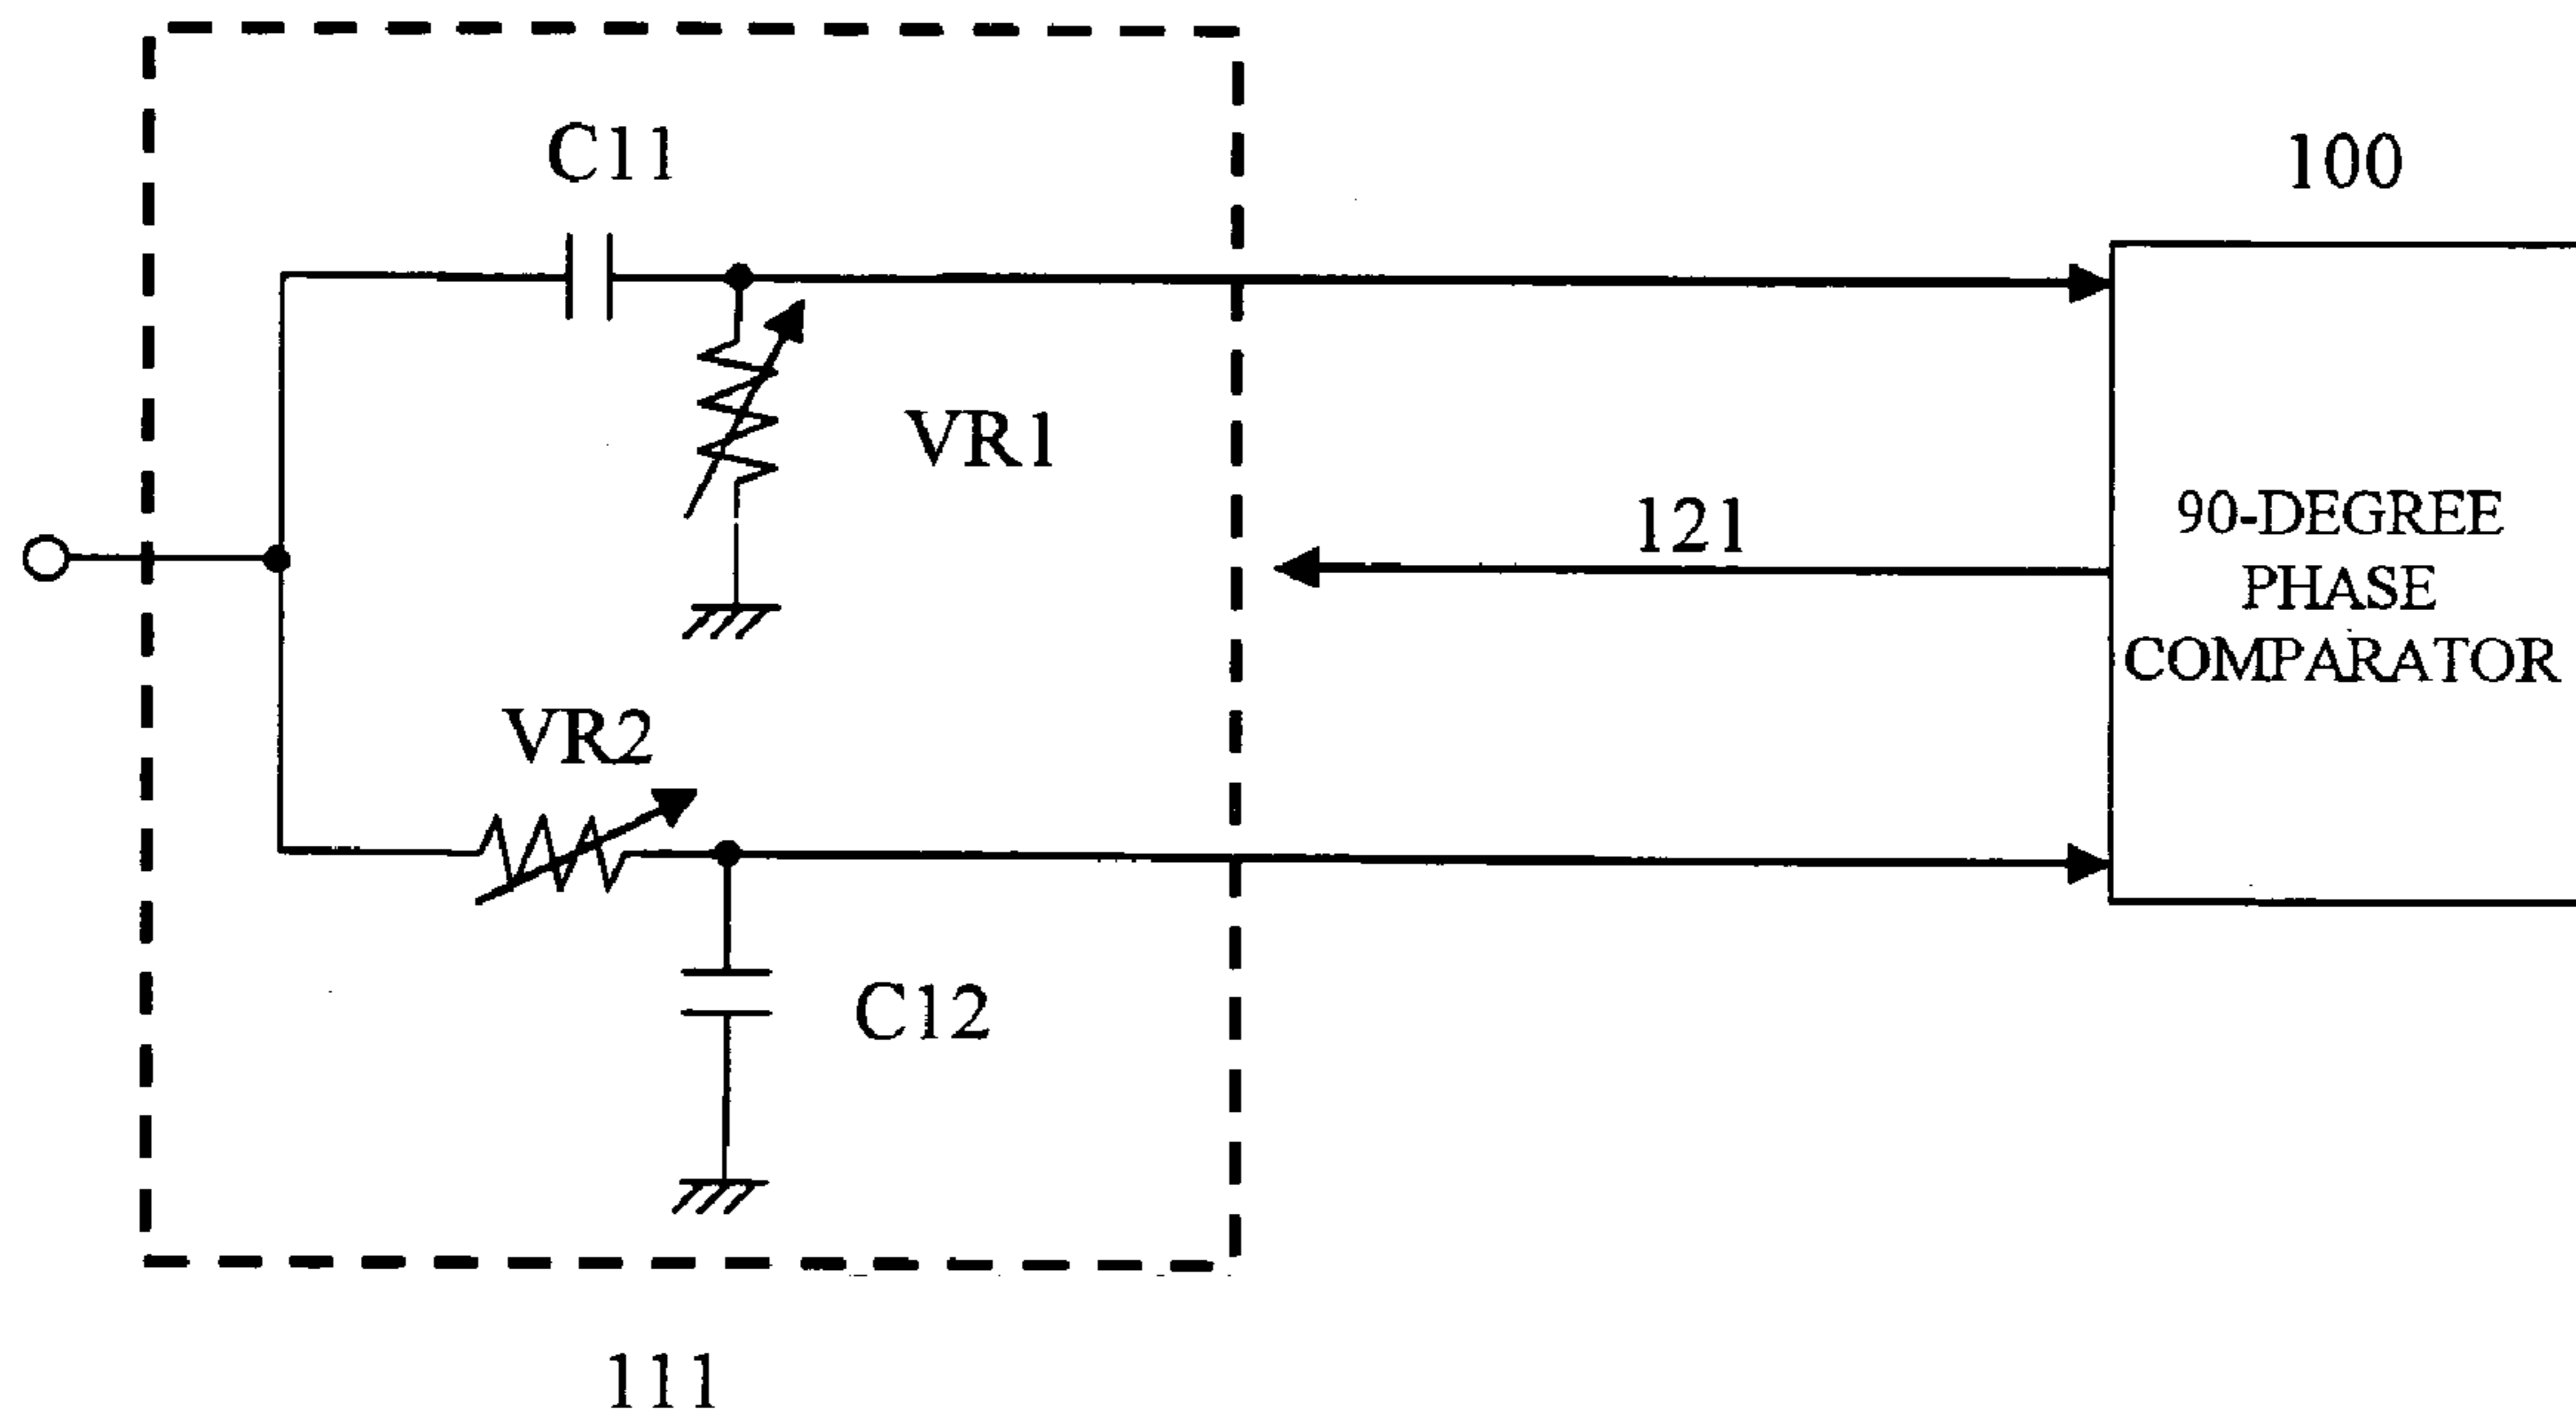 C11
100
VR1
121
90-DEGREE
PHASE
COMPARATOR
VR2
C12
111